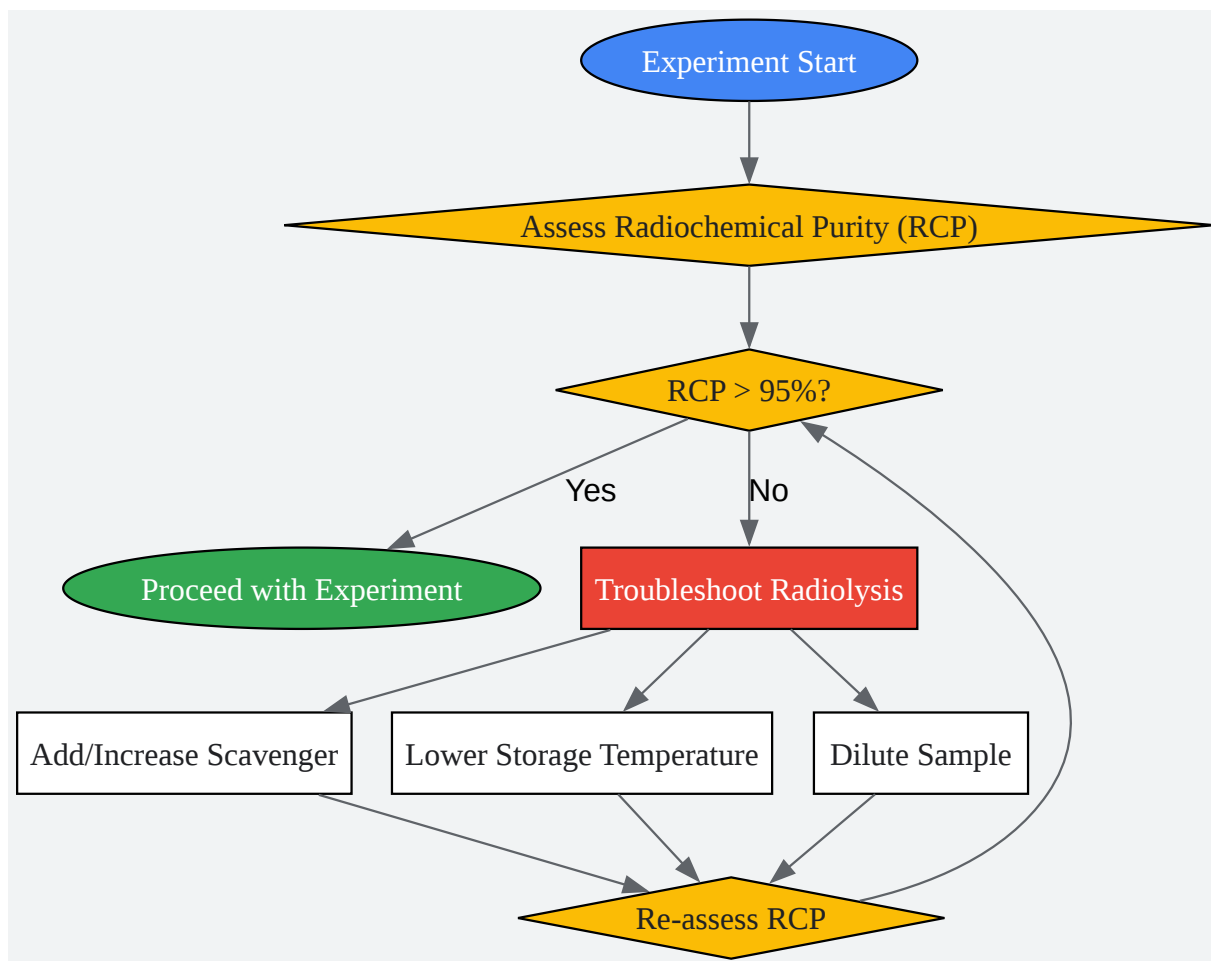 Experiment Start
Assess Radiochemical Purity (RCP)
RCP > 95%?
Yes
No
Proceed with Experiment
Troubleshoot Radiolysis
Add/Increase Scavenger
Lower Storage Temperature
Dilute Sample
Re-assess RCP